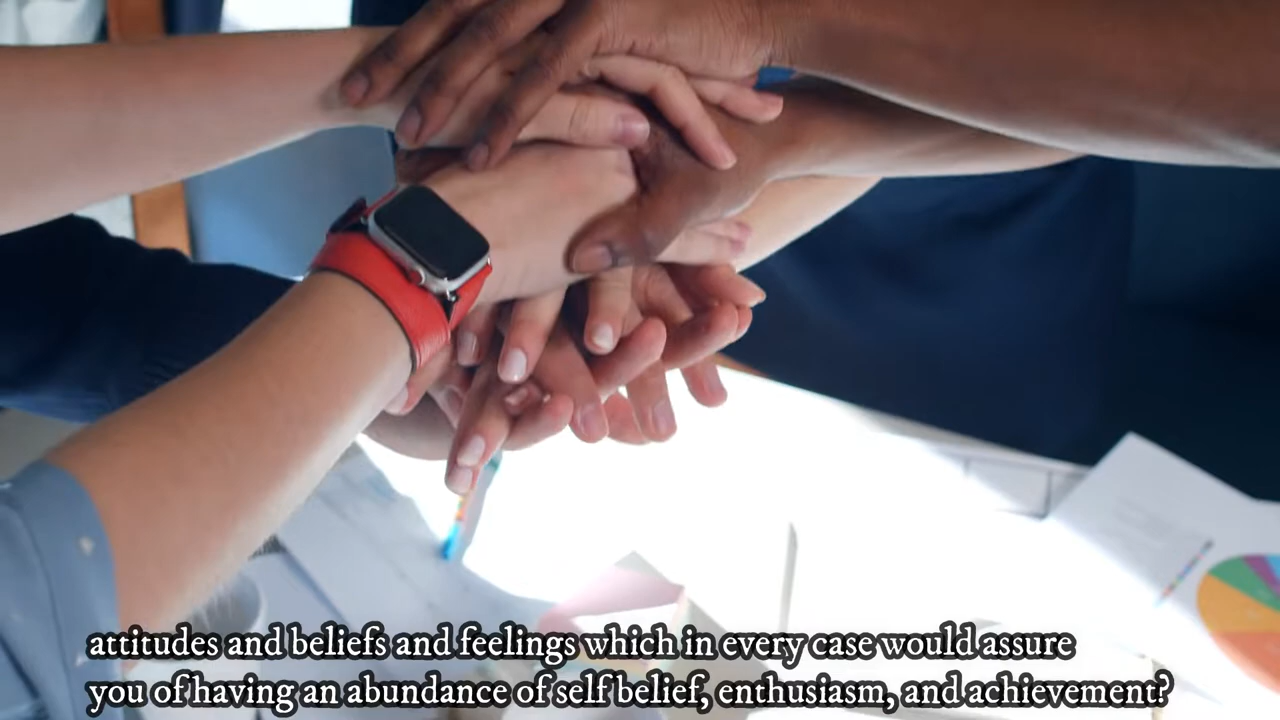 attitudes and beliefs and feelings which in every case would assure
you of having an abundance of self belief, enthusiasm, and achievement?